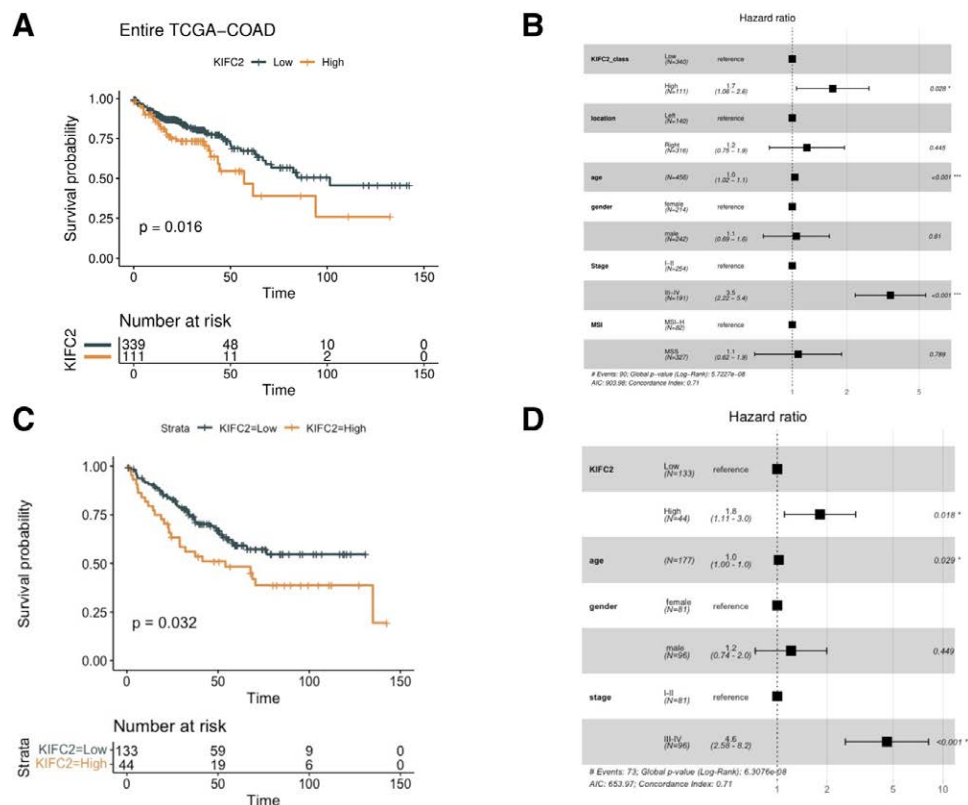 A
Entire TCGA-COAD
KIFC2 Low High
Survival probability
1.00
0.75
0.50
0.25
0.00
p = 0.016
0 50 100 150
Time
Number at risk
KIFC2
339 48 10 0
111 11 2 0
B
Hazard ratio
KIFC2_class Low (N=340) reference
High (N=111) 1.7 (1.06 - 2.6) 0.028 *
location Left (N=140) reference
Right (N=316) 1.2 (0.75 - 1.9) 0.445
age (N=456) 1.0 (1.02 - 1.1) <0.001 ***
gender female (N=214) reference
male (N=242) 1.1 (0.69 - 1.6) 0.81
Stage I-II (N=254) reference
III-IV (N=191) 3.5 (2.22 - 5.4) <0.001 ***
MSI MSI-H (N=82) reference
MSS (N=327) 1.1 (0.62 - 1.9) 0.789
# Events: 90; Global p-value (Log-Rank): 5.7227e-08
AIC: 903.98; Concordance Index: 0.71
1 2 5
C
Strata KIFC2=Low KIFC2=High
Survival probability
1.00
0.75
0.50
0.25
0.00
p = 0.032
0 50 100 150
Time
Number at risk
Strata
KIFC2=Low 133 59 9 0
KIFC2=High 44 19 6 0
0 50 100 150
Time
D
Hazard ratio
KIFC2 Low (N=133) reference
High (N=44) 1.8 (1.11 - 3.0) 0.018 *
age (N=177) 1.0 (1.00 - 1.0) 0.029 *
gender female (N=81) reference
male (N=96) 1.2 (0.74 - 2.0) 0.449
stage I-II (N=81) reference
III-IV (N=96) 4.6 (2.58 - 8.2) <0.001 *
# Events: 73; Global p-value (Log-Rank): 6.3076e-08
AIC: 653.97; Concordance Index: 0.71
1 2 5 10